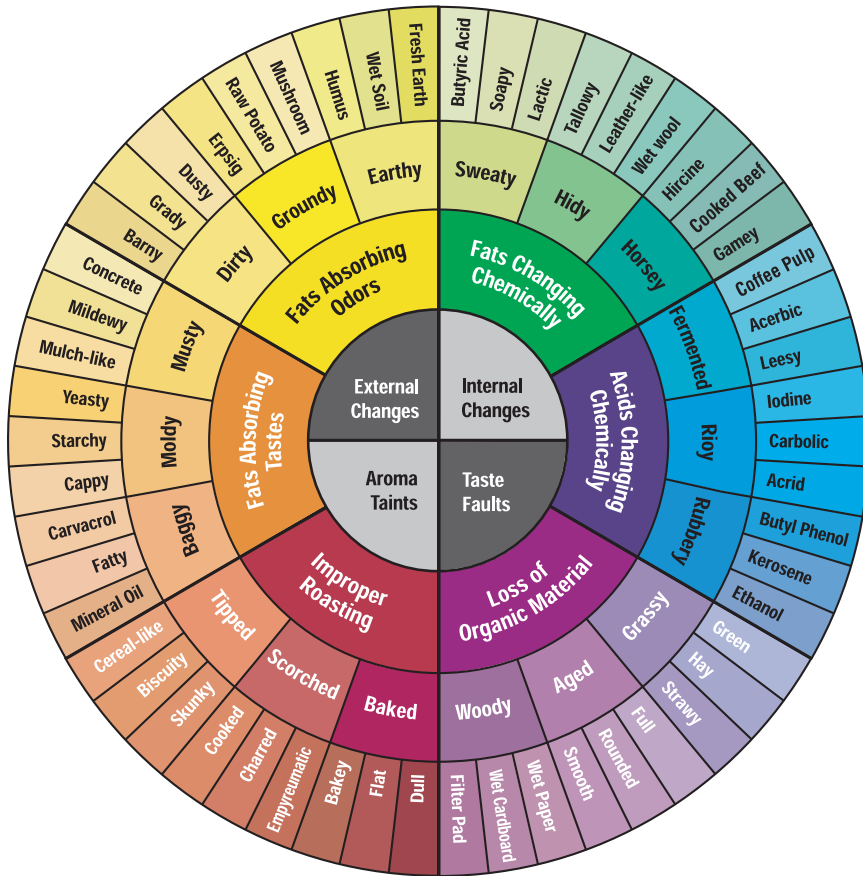 External
Changes
Internal
Changes
Taste
Faults
Aroma
Taints
Fats Changing
Chemically
Acids Changing
Chemically
Loss of
Organic Material
Improper
Roasting
Fats Absorbing
Tastes
Fats Absorbing
Odors
Sweaty
Hidy
Horsey
Fermented
Rioy
Rubbery
Grassy
Aged
Woody
Baked
Scorched
Tipped
Baggy
Moldy
Musty
Dirty
Groundy
Earthy
Butyric Acid
Soapy
Lactic
Tallowy
Leather-like
Wet wool
Hircine
Cooked Beef
Gamey
Coffee Pulp
Acerbic
Leesy
Iodine
Carbolic
Acrid
Butyl Phenol
Kerosene
Ethanol
Green
Hay
Strawy
Full
Rounded
Smooth
Wet Paper
Wet Cardboard
Filter Pad
Dull
Flat
Bakey
Empyreumatic
Charred
Cooked
Skunky
Biscuity
Cereal-like
Mineral Oil
Fatty
Carvacrol
Cappy
Starchy
Yeasty
Mulch-like
Mildewy
Concrete
Barny
Grady
Dusty
Erpsig
Raw Potato
Mushroom
Humus
Wet Soil
Fresh Earth